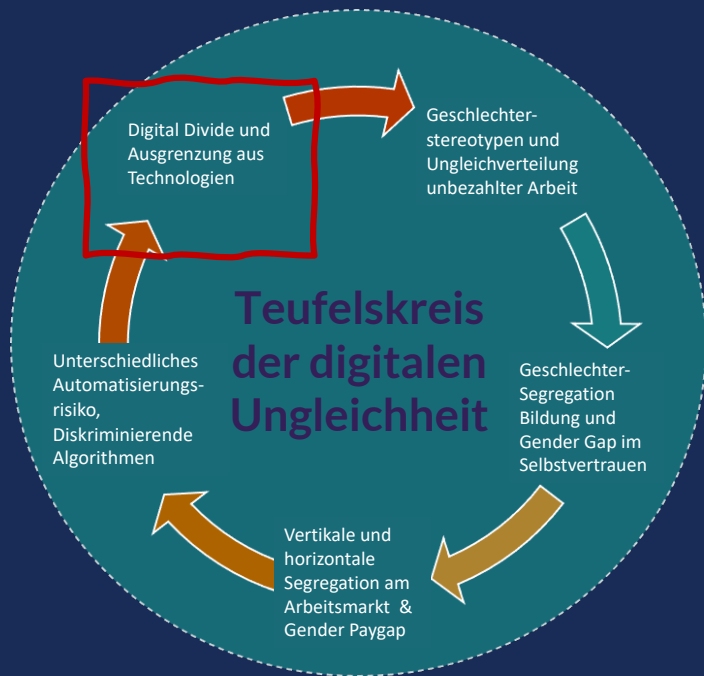 Digital Divide und
Ausgrenzung aus
Technologien
Geschlechter-
stereotypen und
Ungleichverteilung
unbezahlter Arbeit
Geschlechter-
Segregation
Bildung und
Gender Gap im
Selbstvertrauen
Vertikale und
horizontale
Segregation am
Arbeitsmarkt &
Gender Paygap
Unterschiedliches
Automatisierungs-
risiko,
Diskriminierende
Algorithmen
Teufelskreis
der digitalen
Ungleichheit